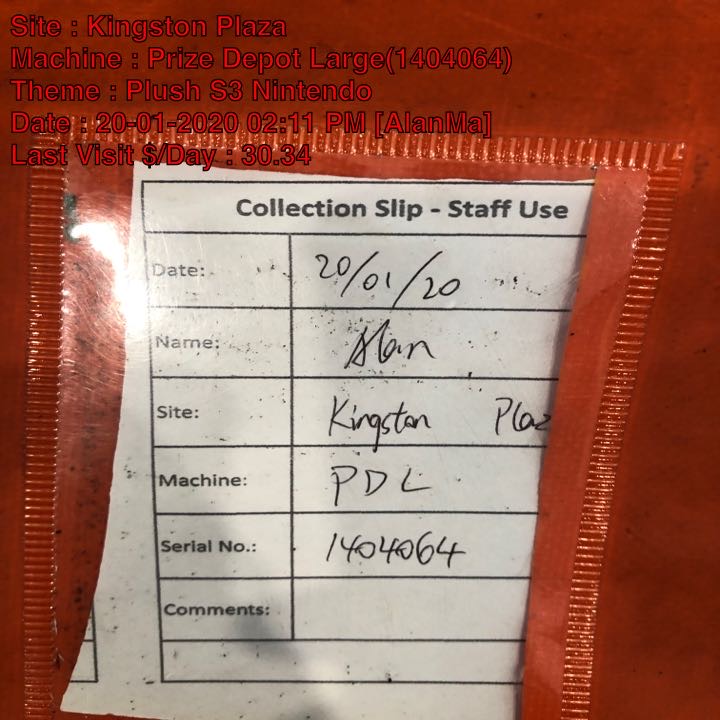 Site : Kingston Plaza
Machine : Prize Depot Large(1404064)
Theme : Plush S3 Nintendo
Date : 20-01-2020 02:11 PM [AlanMa]
Last Visit $/Day : 30.34
Collection Slip - Staff Use
Date: 20/01/20
Name: Alan
Site: Kingston Plaz
Machine: PDL
Serial No.: 1404064
Comments: